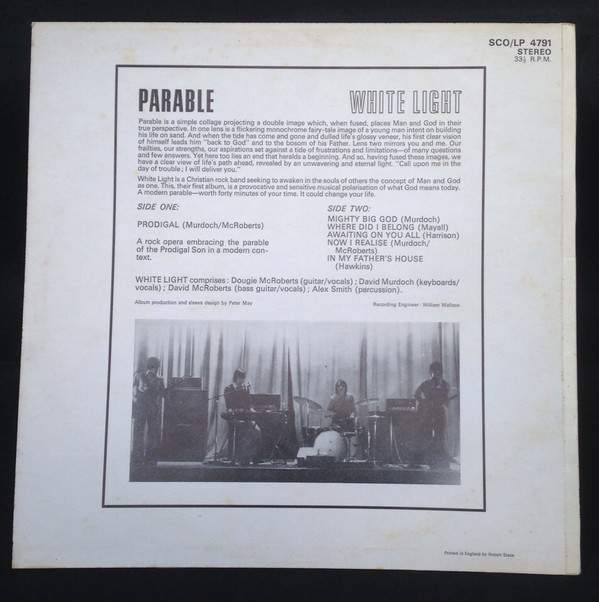 SCO/LP 4791
STEREO
33⅓ R.P.M.
PARABLE
WHITE LIGHT
Parable is a simple collage projecting a double image which, when fused, places Man and God in their
true perspective. In one lens is a flickering monochrome fairy-tale image of a young man intent on building
his life on sand. And when the tide has come and gone and dulled life's glossy veneer, his first clear vision
of himself leads him "back to God" and to the bosom of his Father. Lens two mirrors you and me. Our
frailties, our strengths, our aspirations set against a tide of frustrations and limitations—of many questions
and few answers. Yet here too lies an end that heralds a beginning. And so, having fused these images, we
have a clear view of life's path ahead, revealed by an unwavering and eternal light. "Call upon me in the
day of trouble; I will deliver you."
White Light is a Christian rock band seeking to awaken in the souls of others the concept of Man and God
as one. This, their first album, is a provocative and sensitive musical polarisation of what God means today.
A modern parable—worth forty minutes of your time. It could change your life.
SIDE ONE:
PRODIGAL (Murdoch/McRoberts)
A rock opera embracing the parable
of the Prodigal Son in a modern con-
text.
SIDE TWO:
MIGHTY BIG GOD (Murdoch)
WHERE DID I BELONG (Mayall)
AWAITING ON YOU ALL (Harrison)
NOW I REALISE (Murdoch/
McRoberts)
IN MY FATHER'S HOUSE
(Hawkins)
WHITE LIGHT comprises: Dougie McRoberts (guitar/vocals); David Murdoch (keyboards/
vocals); David McRoberts (bass guitar/vocals); Alex Smith (percussion).
Album production and sleeve design by Peter May
Recording Engineer: William Wallace
Printed in England by Robert Stace